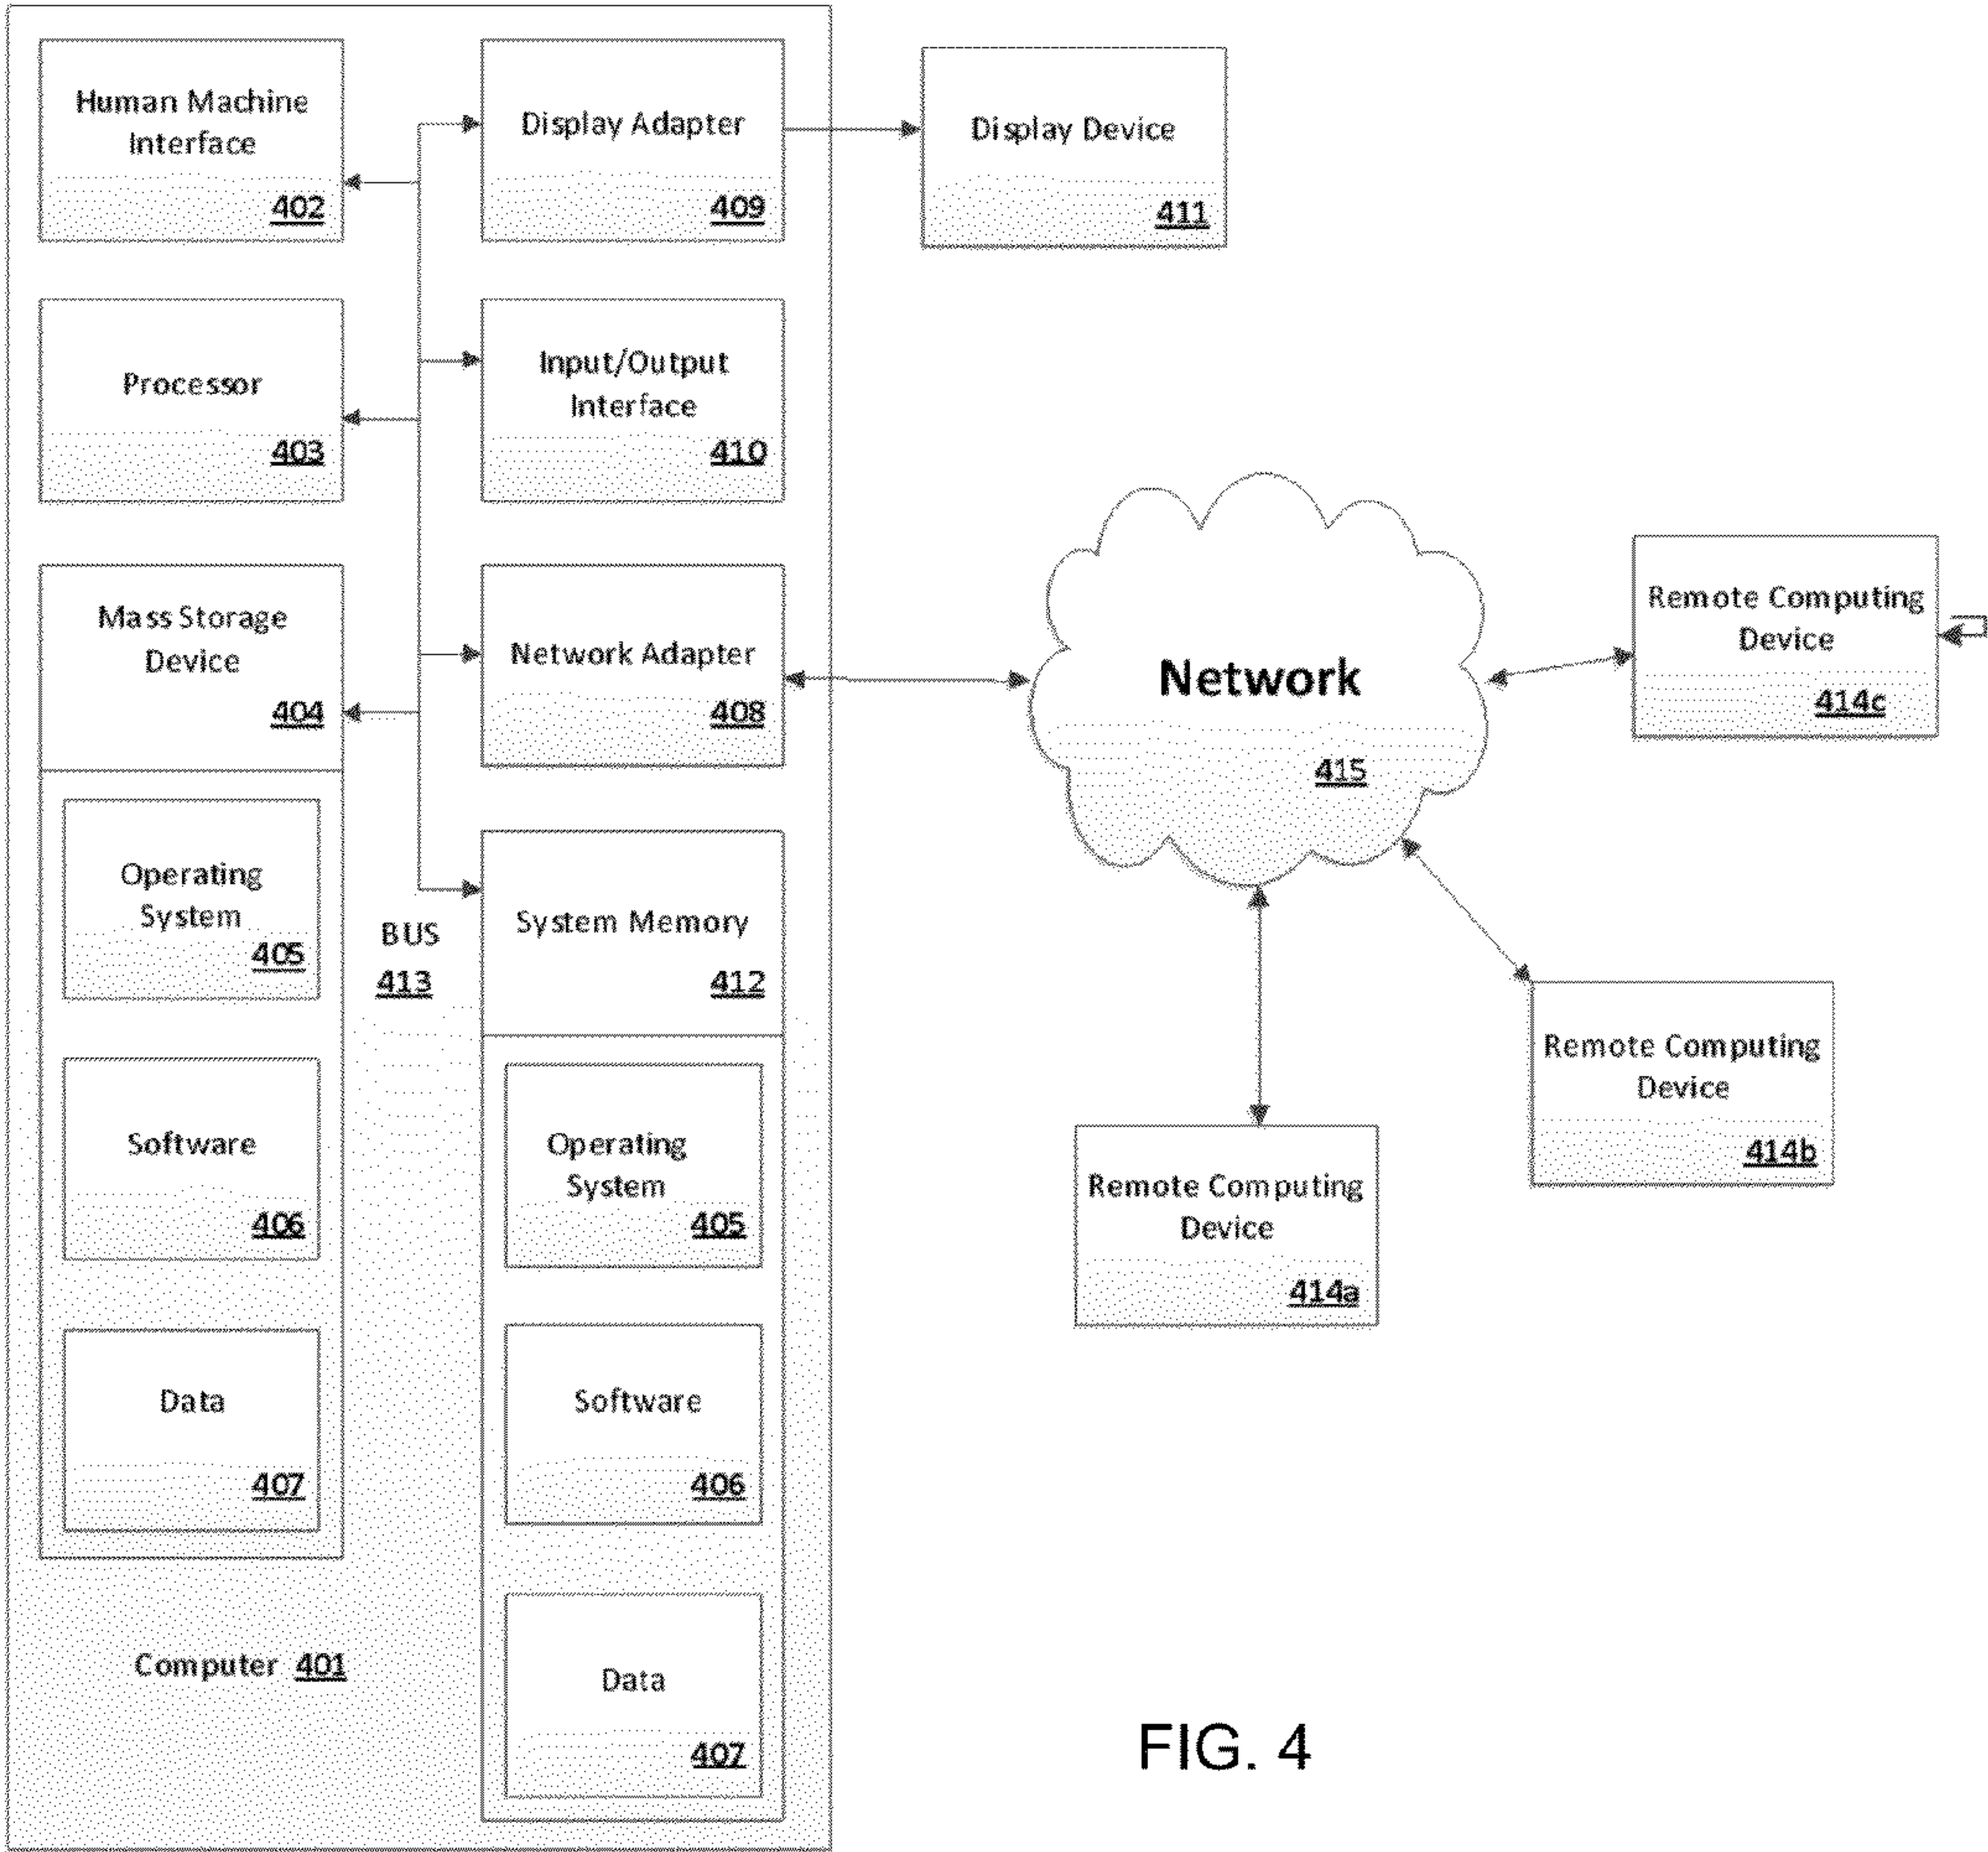 Human Machine
Interface
402
Display Adapter
409
Display Device
411
Processor
403
Input/Output
Interface
410
Mass Storage
Device
404
Network Adapter
408
Network
415
Remote Computing
Device
414c
Operating
System
405
BUS
413
System Memory
412
Remote Computing
Device
414b
Software
406
Operating
System
405
Remote Computing
Device
414a
Data
407
Software
406
Computer 401
Data
407
FIG. 4